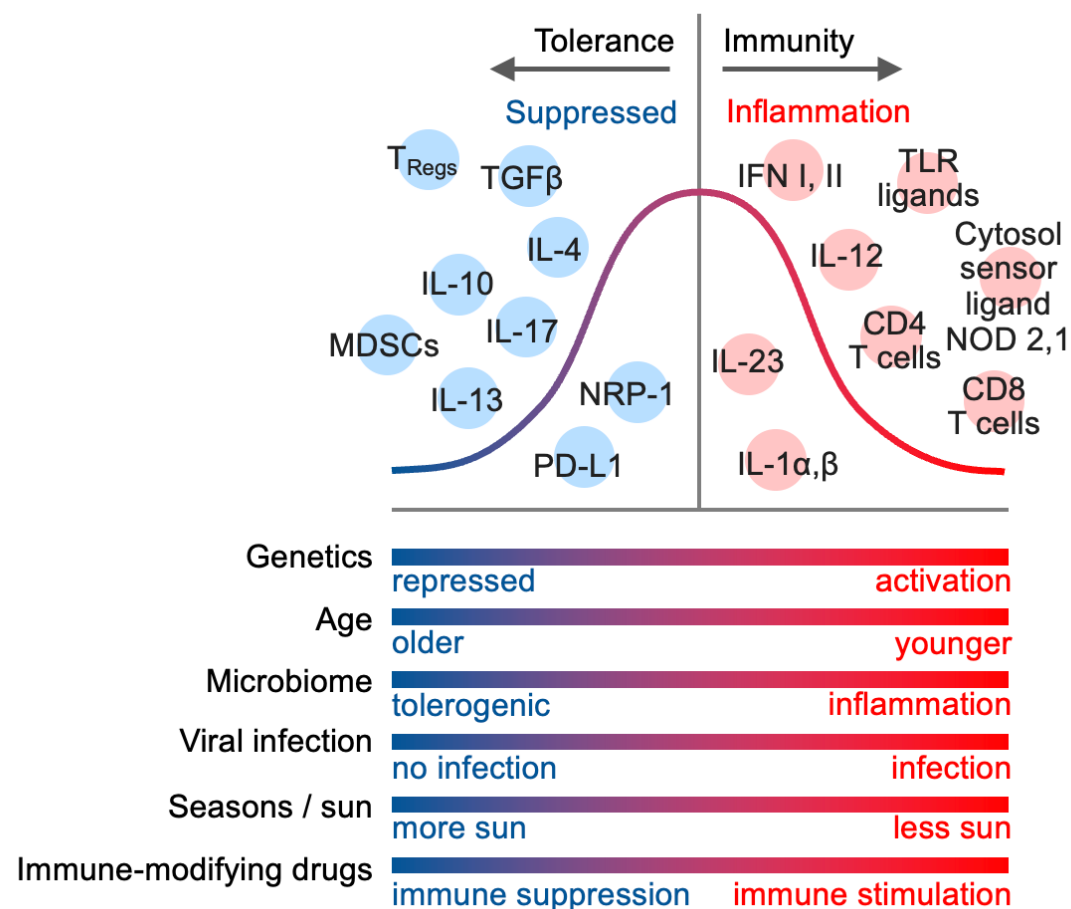 Tolerance
Immunity
Suppressed
Inflammation
TRegs
TGFβ
IL-4
IL-10
IL-17
MDSCs
IL-13
NRP-1
PD-L1
IFN I, II
TLR
ligands
IL-12
Cytosol
sensor
ligand
NOD 2,1
CD4
T cells
IL-23
CD8
T cells
IL-1α,β
Genetics
repressed
activation
Age
older
younger
Microbiome
tolerogenic
inflammation
Viral infection
no infection
infection
Seasons / sun
more sun
less sun
Immune-modifying drugs
immune suppression
immune stimulation